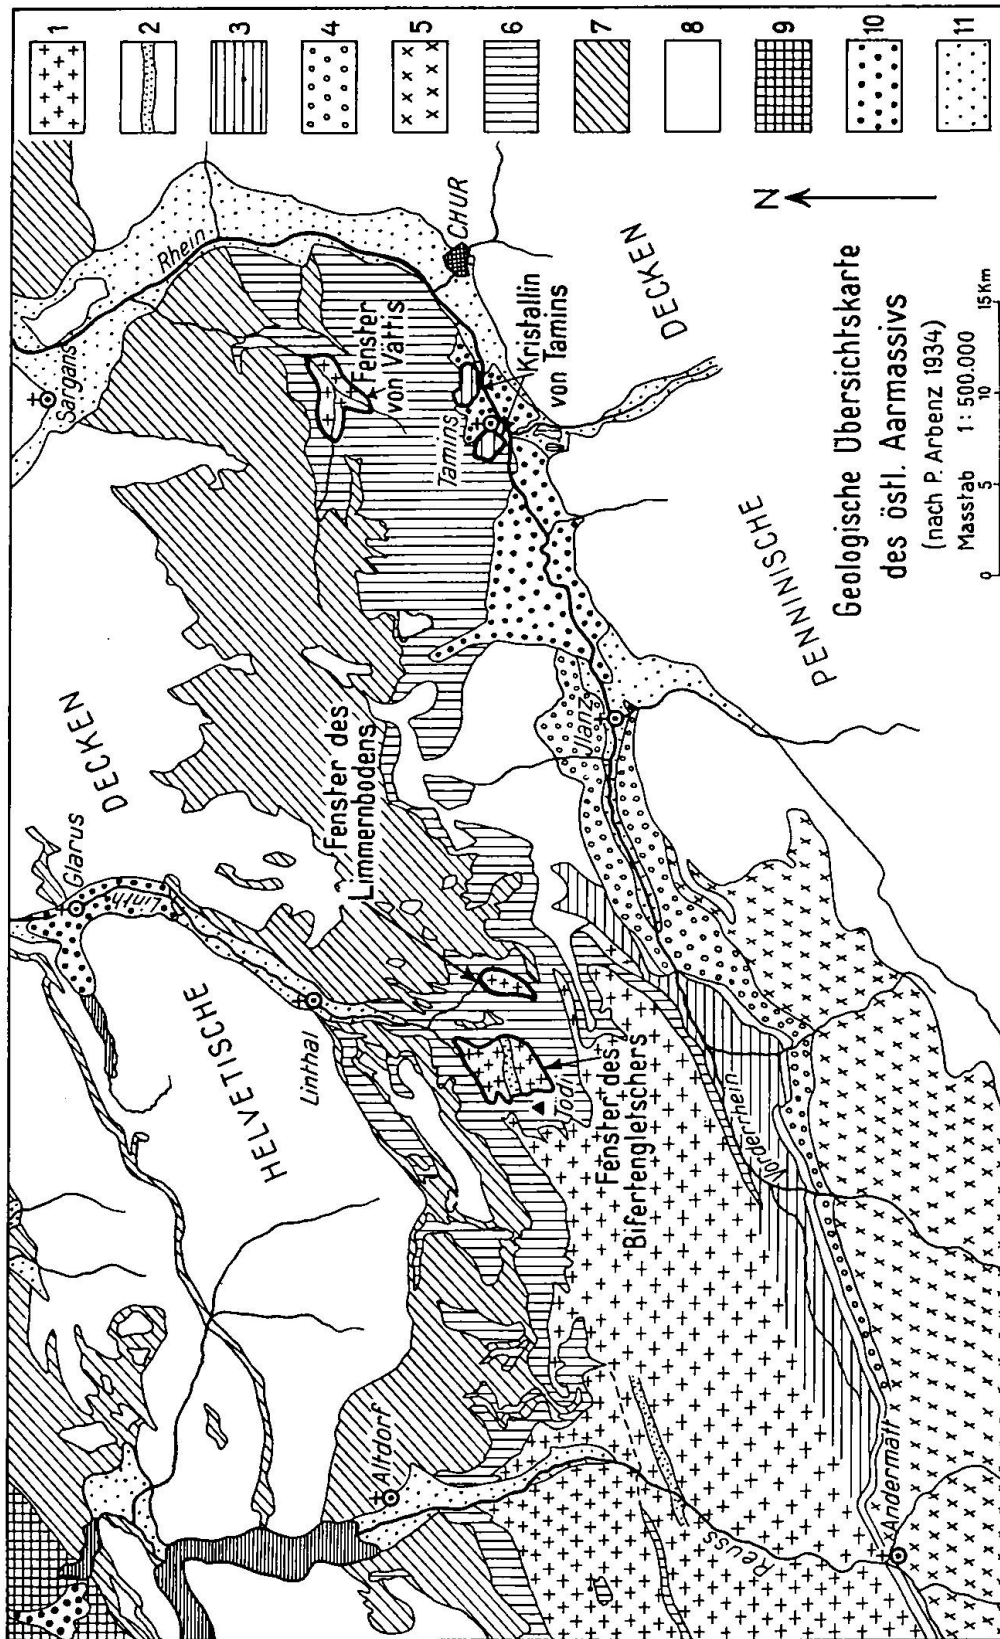 1
2
3
4
5
6
7
8
9
10
11
HELVETISCHE
DECKEN
PENNINISCHE
DECKEN
Altdorf
Reuss
Andermatt
Linthal
Linth
Glarus
Sargans
Rhein
CHUR
Tamins
Jlanz
Vorderrhein
Tödi
Fenster des
Limmernbodens
Fenster des
Bifertengletschers
Fenster
von Vättis
Kristallin
von Tamins
N
Geologische Übersichtskarte
des östl. Aarmassivs
(nach P. Arbenz 1934)
Masstab 1:500.000
0 5 10 15Km